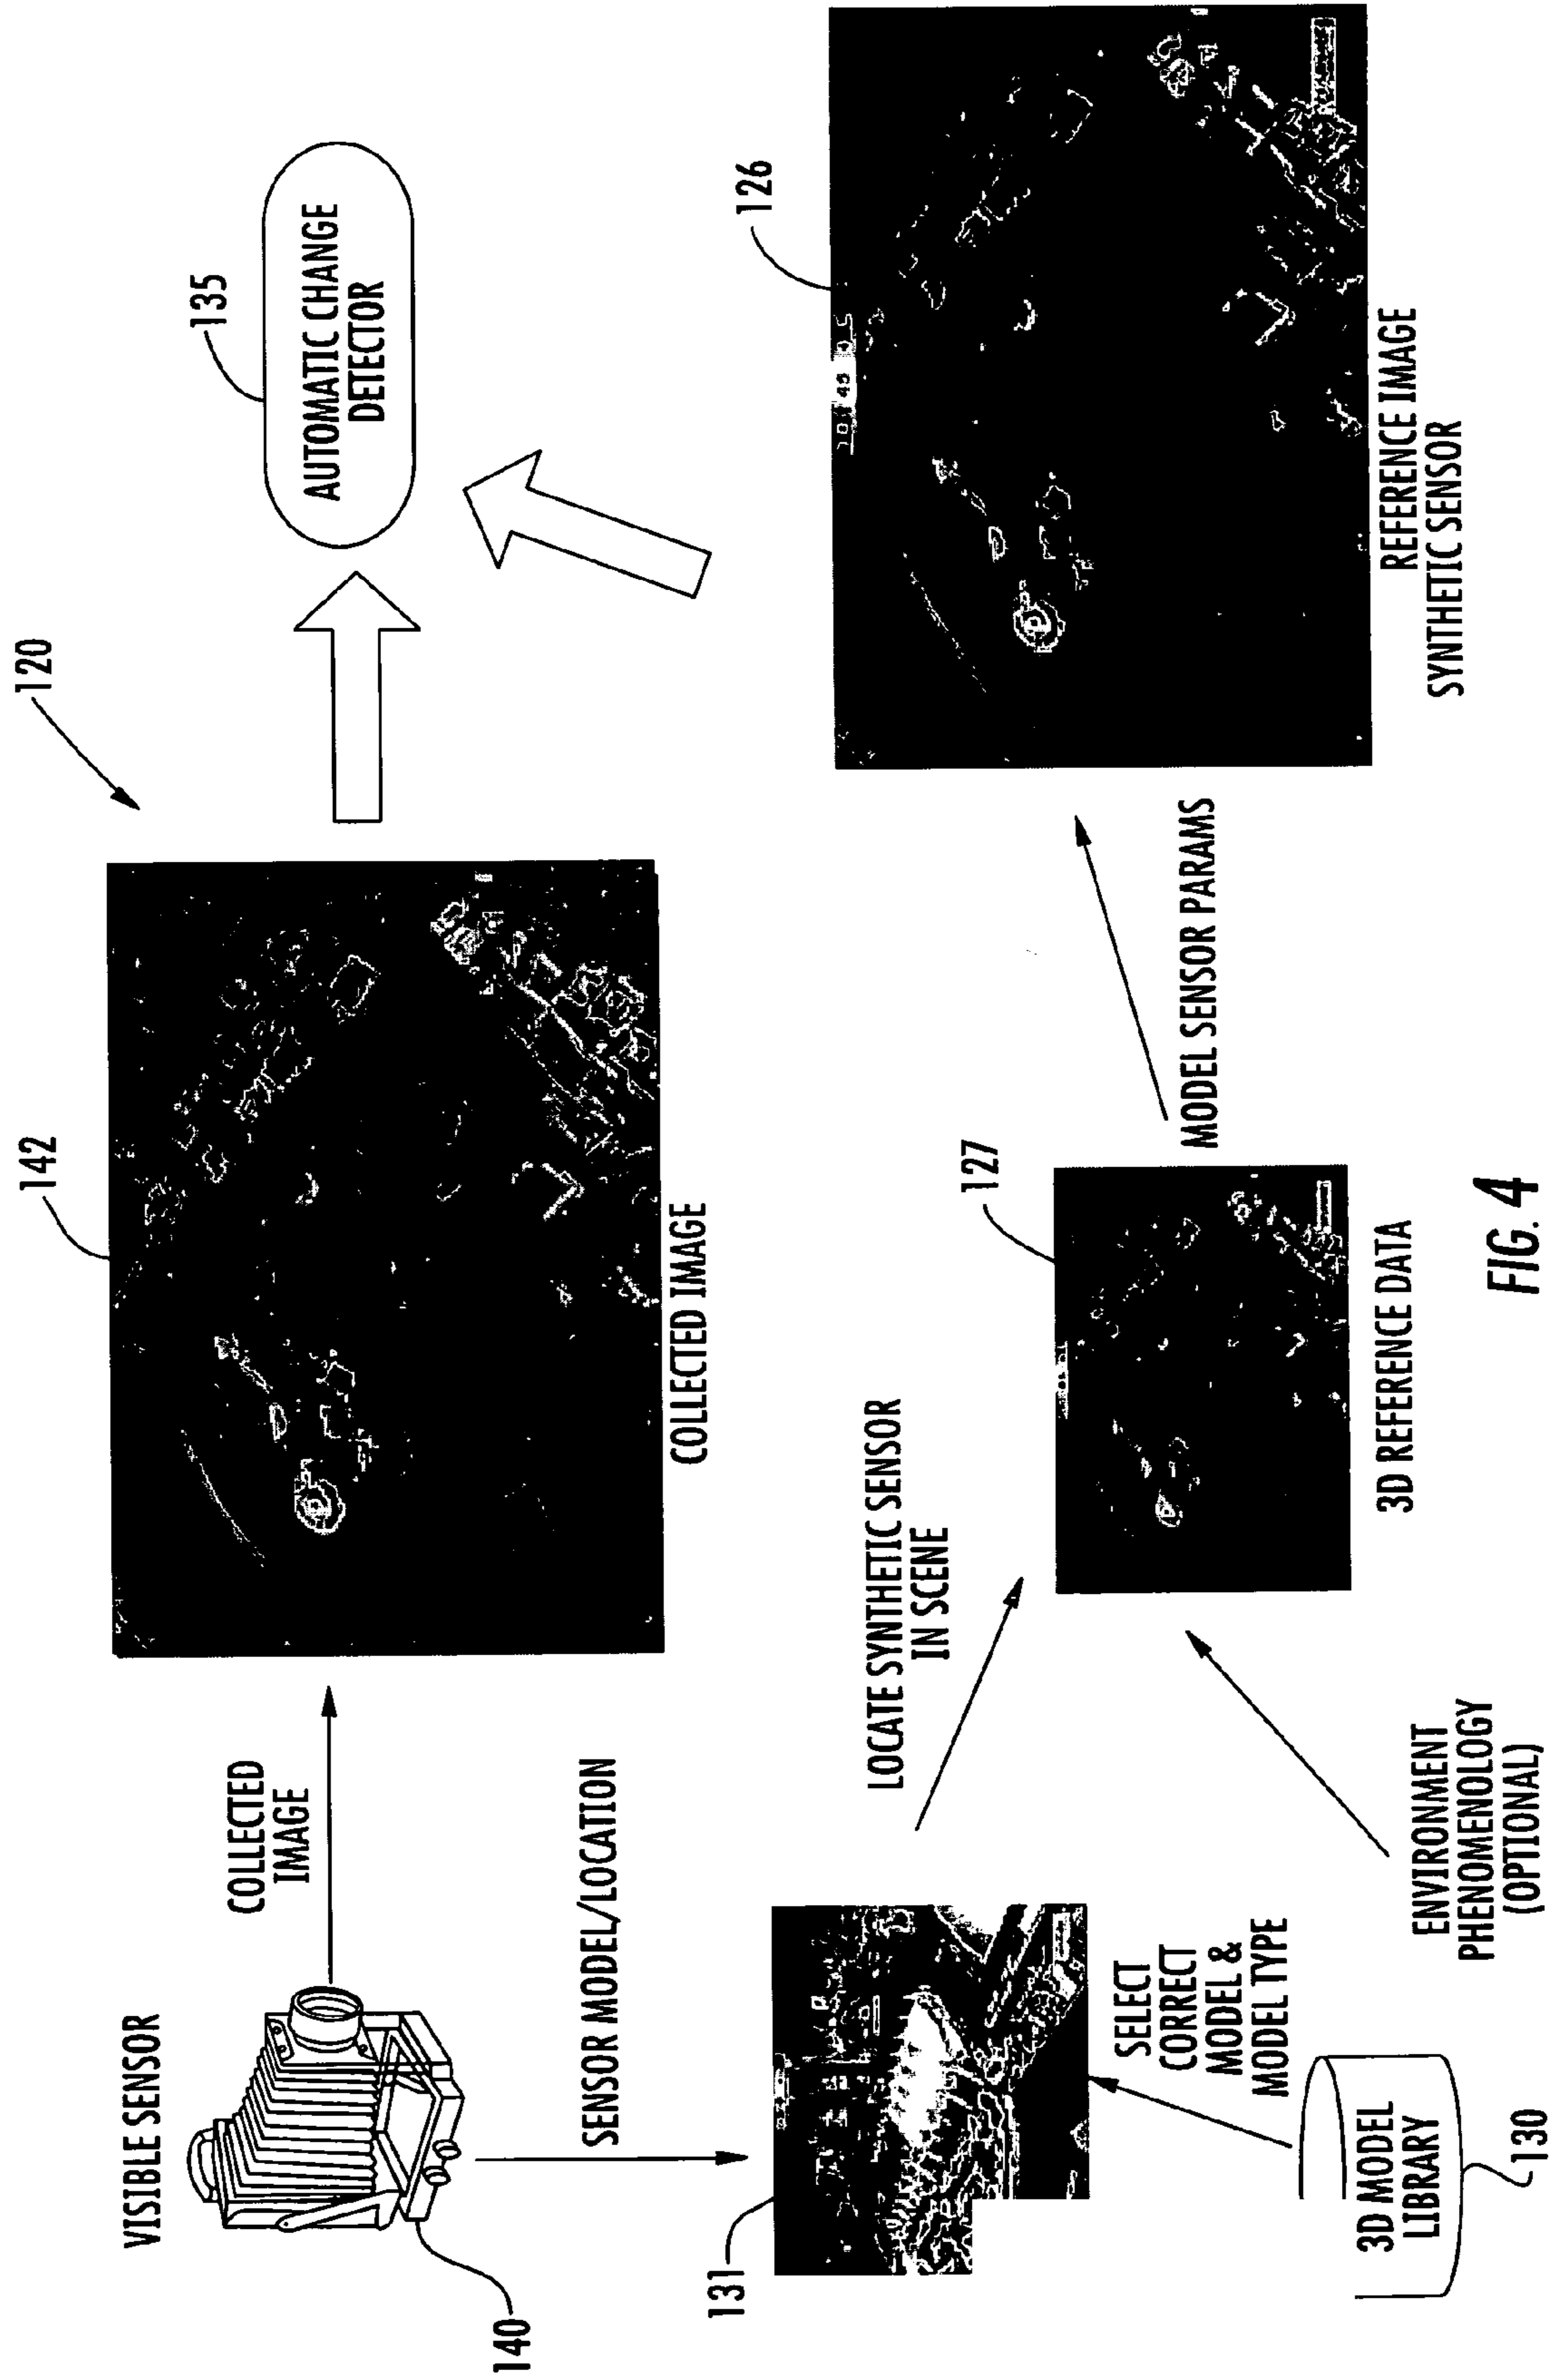 120
VISIBLE SENSOR
140
COLLECTED
IMAGE
142
COLLECTED IMAGE
135
AUTOMATIC CHANGE
DETECTOR
SENSOR MODEL/LOCATION
131
SELECT
CORRECT
MODEL &
MODEL TYPE
3D MODEL
LIBRARY
130
LOCATE SYNTHETIC SENSOR
IN SCENE
ENVIRONMENT
PHENOMENOLOGY
(OPTIONAL)
127
3D REFERENCE DATA
MODEL SENSOR PARAMS
126
REFERENCE IMAGE
SYNTHETIC SENSOR
FIG. 4